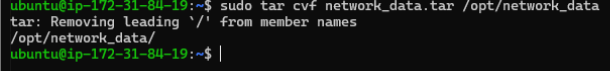 ubuntu@ip-172-31-84-19:~$ sudo tar cvf network_data.tar /opt/network_data
tar: Removing leading `/' from member names
/opt/network_data/
ubuntu@ip-172-31-84-19:~$